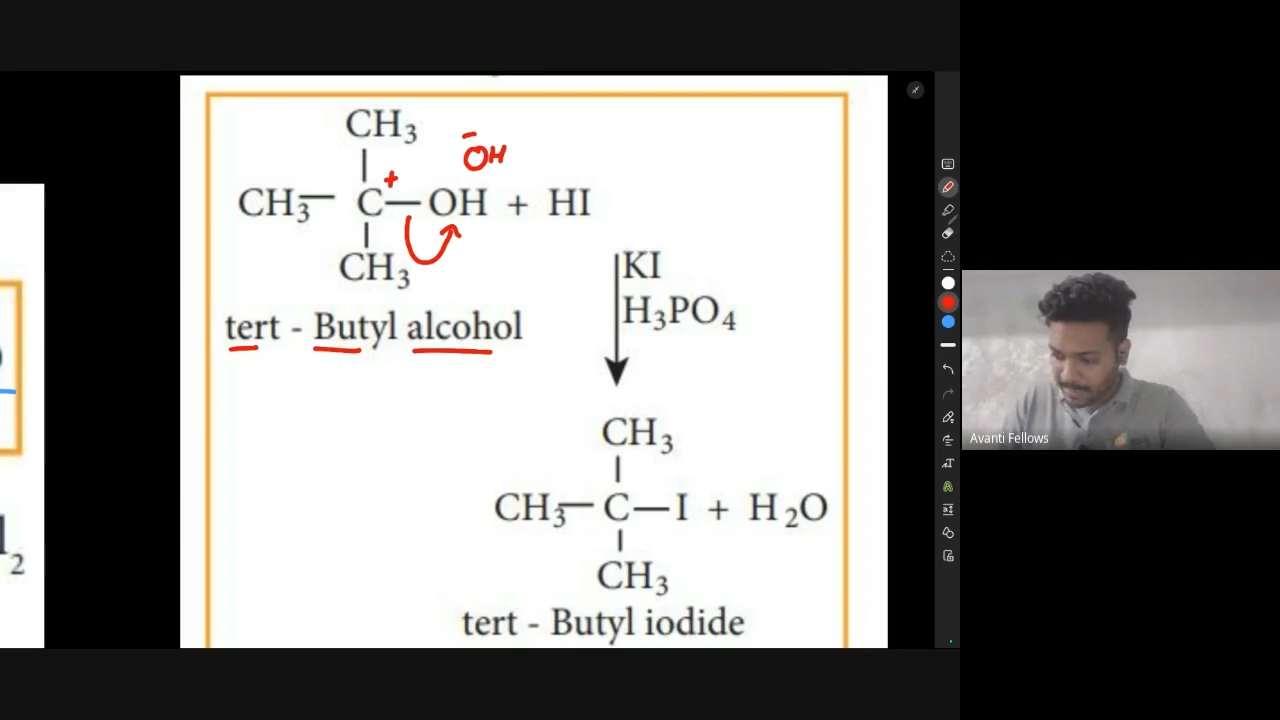 CH3
+
OH
CH3 — C — OH + HI
CH3
tert - Butyl alcohol
KI
H3PO4
CH3
CH3 — C — I + H2O
CH3
tert - Butyl iodide
2
Avanti Fellows